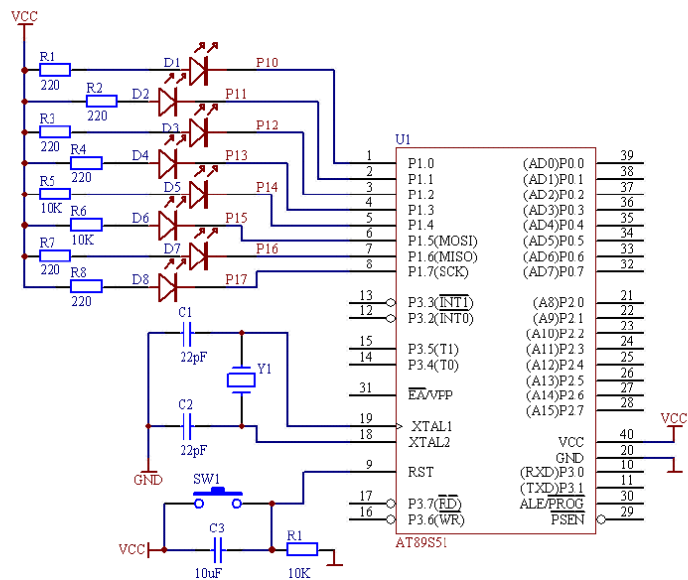 VCC
R1
220
D1
P10
R2
220
D2
P11
R3
220
D3
P12
R4
220
D4
P13
R5
10K
D5
P14
R6
10K
D6
P15
R7
220
D7
P16
R8
220
D8
P17
U1
1 P1.0 (AD0)P0.0 39
2 P1.1 (AD1)P0.1 38
3 P1.2 (AD2)P0.2 37
4 P1.3 (AD3)P0.3 36
5 P1.4 (AD4)P0.4 35
6 P1.5(MOSI) (AD5)P0.5 34
7 P1.6(MISO) (AD6)P0.6 33
8 P1.7(SCK) (AD7)P0.7 32
13 P3.3(INT1) (A8)P2.0 21
12 P3.2(INT0) (A9)P2.1 22
(A10)P2.2 23
15 P3.5(T1) (A11)P2.3 24
14 P3.4(T0) (A12)P2.4 25
(A13)P2.5 26
31 EA/VPP (A14)P2.6 27
(A15)P2.7 28
19 XTAL1
18 XTAL2 VCC 40
VCC
GND 20
9 RST (RXD)P3.0 10
(TXD)P3.1 11
17 P3.7(RD) ALE/PROG 30
16 P3.6(WR) PSEN 29
AT89S51
C1
22pF
Y1
C2
22pF
GND
SW1
VCC
C3
10uF
R1
10K